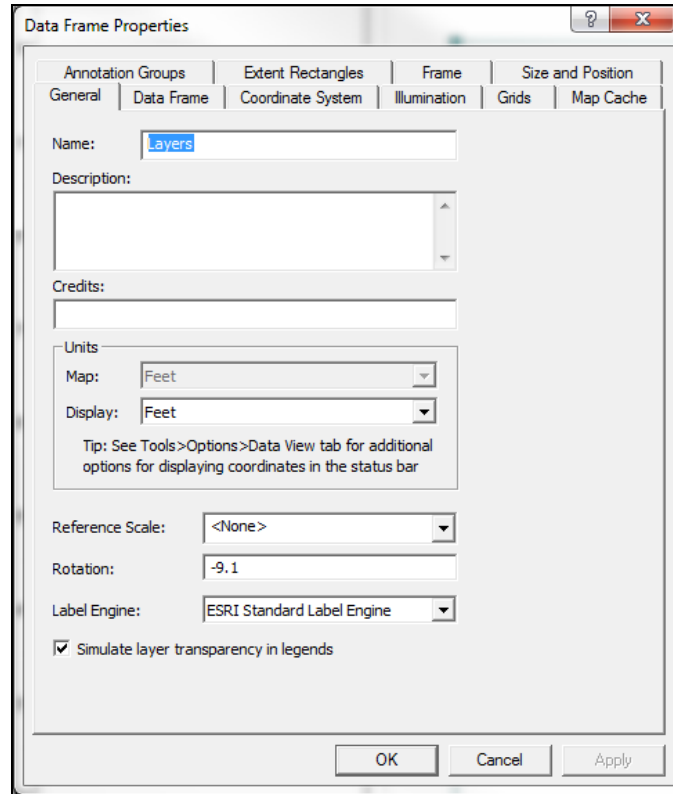 Data Frame Properties
Annotation Groups Extent Rectangles Frame Size and Position
General Data Frame Coordinate System Illumination Grids Map Cache
Name: Layers
Description:
Credits:
Units
Map: Feet
Display: Feet
Tip: See Tools>Options>Data View tab for additional
options for displaying coordinates in the status bar
Reference Scale: <None>
Rotation: -9.1
Label Engine: ESRI Standard Label Engine
Simulate layer transparency in legends
OK Cancel Apply